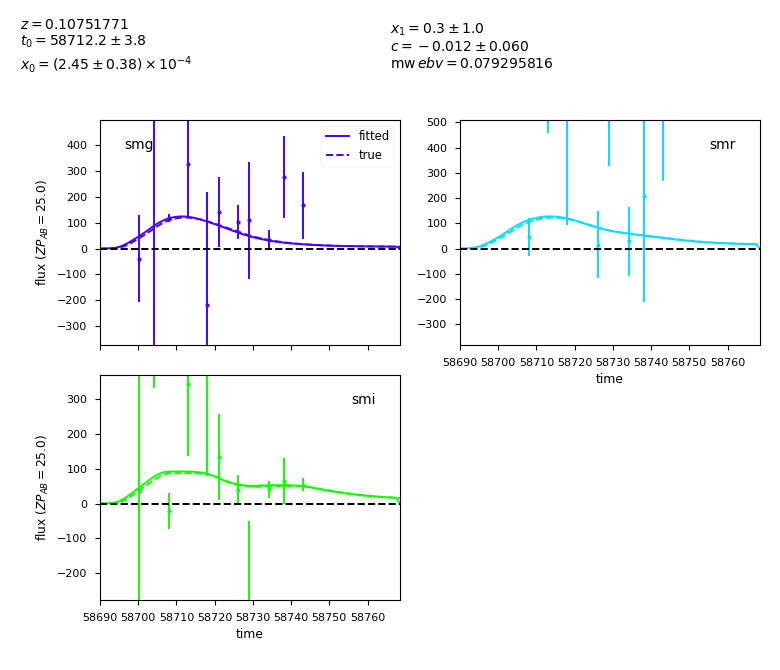 z = 0.10751771
t₀ = 58712.2 ± 3.8
x₀ = (2.45 ± 0.38) × 10⁻⁴
x₁ = 0.3 ± 1.0
c = −0.012 ± 0.060
mw ebv = 0.079295816
smg
fitted
true
400
300
200
100
0
−100
−200
−300
flux (ZP_AB = 25.0)
smr
500
400
300
200
100
0
−100
−200
−300
58690 58700 58710 58720 58730 58740 58750 58760
time
smi
300
200
100
0
−100
−200
flux (ZP_AB = 25.0)
58690 58700 58710 58720 58730 58740 58750 58760
time